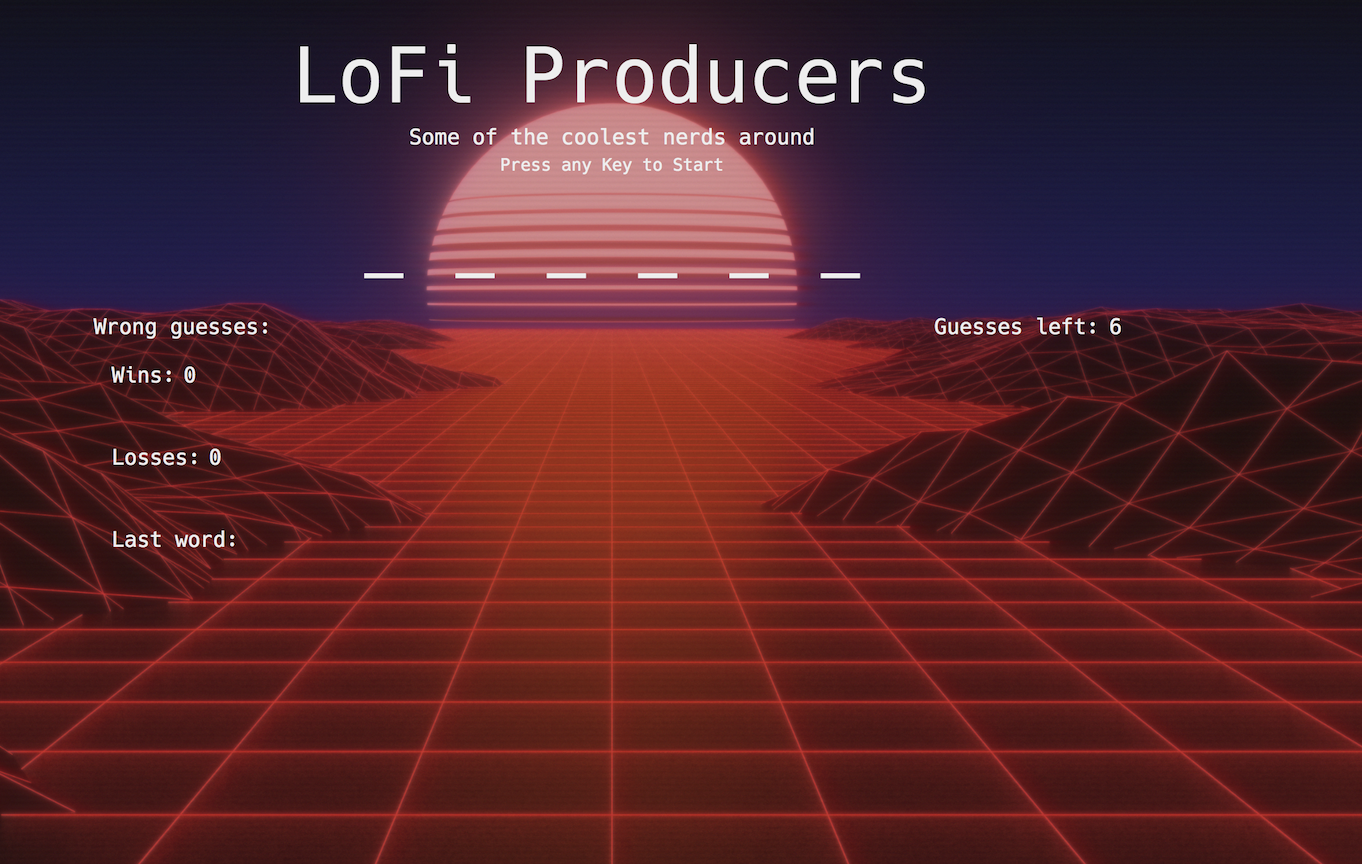 LoFi Producers
Some of the coolest nerds around
Press any Key to Start
_ _ _ _ _ _
Wrong guesses:
Guesses left: 6
Wins: 0
Losses: 0
Last word: